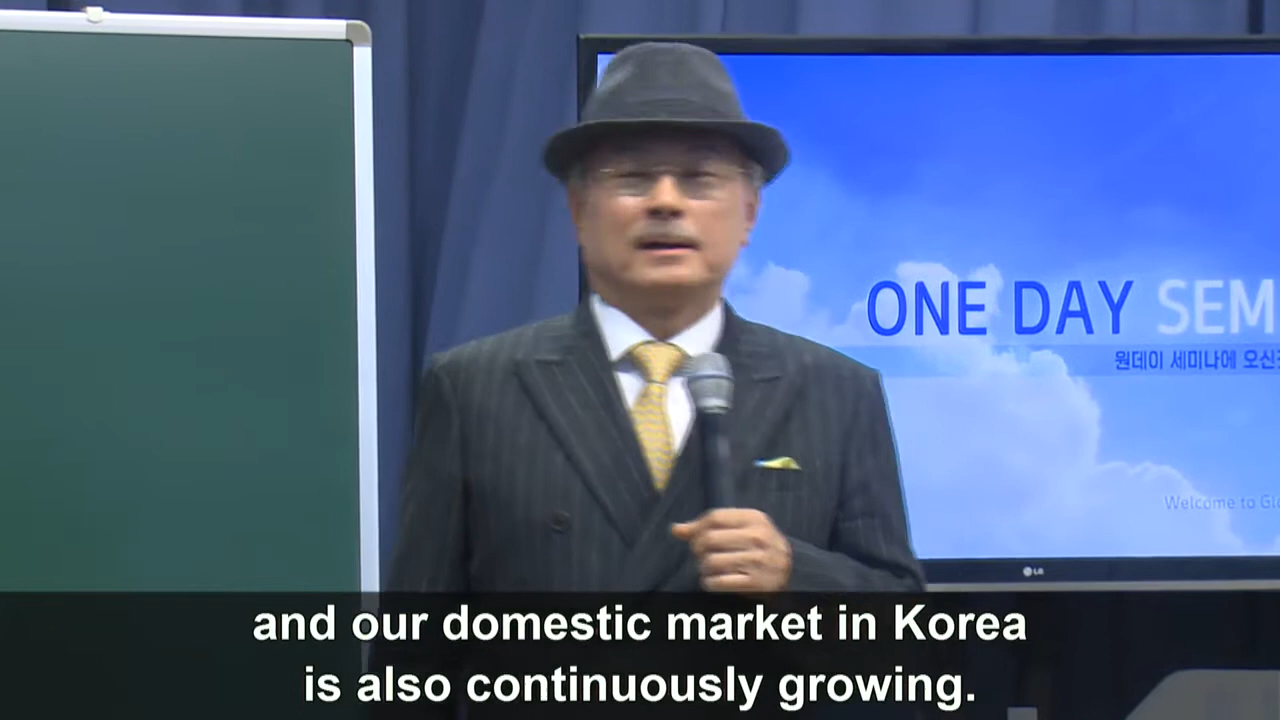 ONE DAY SEM
원데이 세미나에 오신
Welcome to Glo
LG
and our domestic market in Korea
is also continuously growing.